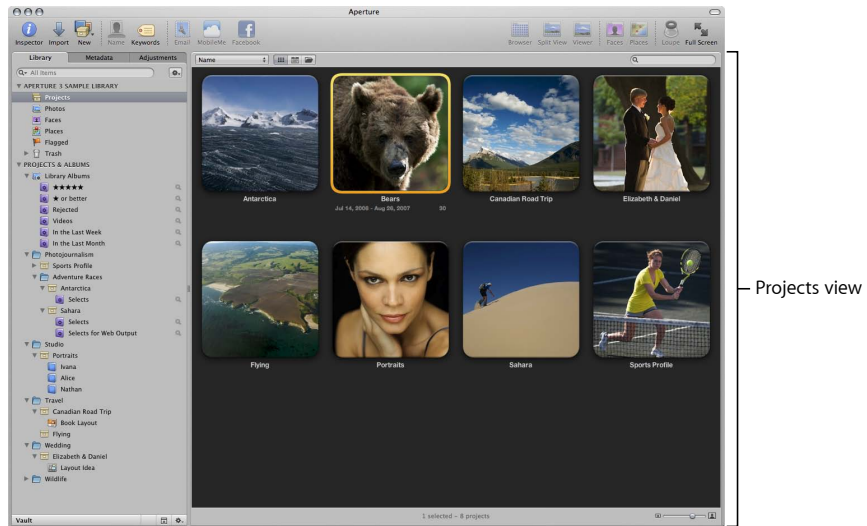 Aperture
Inspector Import New Name Keywords Email MobileMe Facebook Browser Split View Viewer Faces Places Loupe Full Screen
Library Metadata Adjustments
Name
All Items
APERTURE 3 SAMPLE LIBRARY
Projects
Photos
Faces
Places
Flagged
Trash
PROJECTS & ALBUMS
Library Albums
★★★★★
★ or better
Rejected
Videos
In the Last Week
In the Last Month
Photojournalism
Sports Profile
Adventure Races
Antarctica
Selects
Sahara
Selects
Selects for Web Output
Studio
Portraits
Ivana
Alice
Nathan
Travel
Canadian Road Trip
Book Layout
Flying
Wedding
Elizabeth & Daniel
Layout Idea
Wildlife
Vault
Antarctica
Bears
Jul 14, 2006 - Aug 28, 2007 30
Canadian Road Trip
Elizabeth & Daniel
Flying
Portraits
Sahara
Sports Profile
1 selected - 8 projects
Projects view